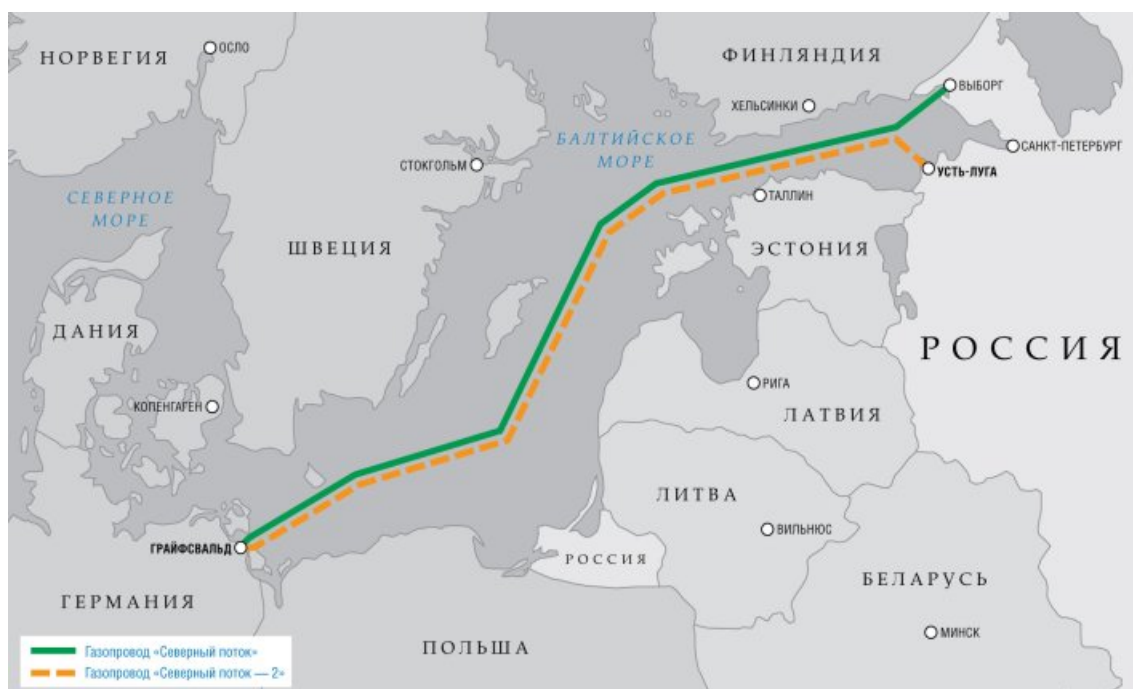 НОРВЕГИЯ
ОСЛО
ФИНЛЯНДИЯ
ВЫБОРГ
ХЕЛЬСИНКИ
БАЛТИЙСКОЕ
МОРЕ
САНКТ-ПЕТЕРБУРГ
СТОКГОЛЬМ
УСТЬ-ЛУГА
СЕВЕРНОЕ
МОРЕ
ТАЛЛИН
ШВЕЦИЯ
ЭСТОНИЯ
ДАНИЯ
РОССИЯ
РИГА
КОПЕНГАГЕН
ЛАТВИЯ
ЛИТВА
ВИЛЬНЮС
ГРАЙФСВАЛЬД
РОССИЯ
БЕЛАРУСЬ
ГЕРМАНИЯ
МИНСК
ПОЛЬША
Газопровод «Северный поток»
Газопровод «Северный поток — 2»